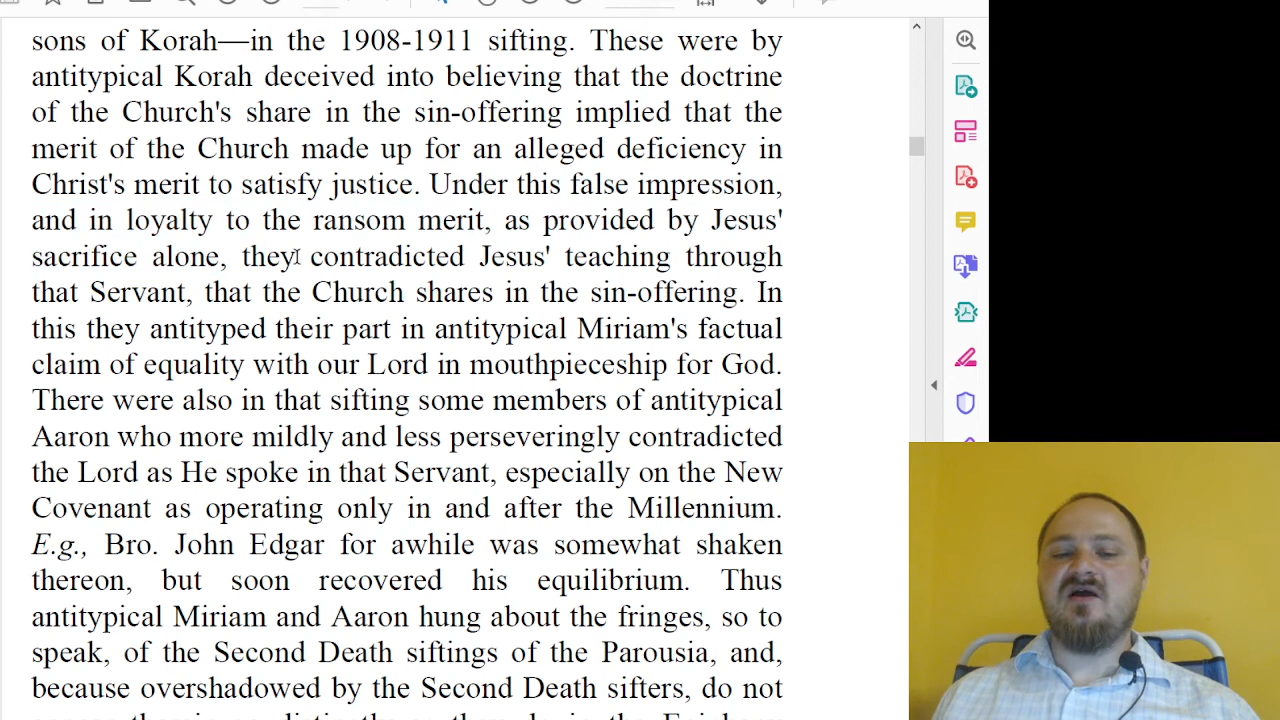 sons of Korah—in the 1908-1911 sifting. These were by
antitypical Korah deceived into believing that the doctrine
of the Church's share in the sin-offering implied that the
merit of the Church made up for an alleged deficiency in
Christ's merit to satisfy justice. Under this false impression,
and in loyalty to the ransom merit, as provided by Jesus'
sacrifice alone, they contradicted Jesus' teaching through
that Servant, that the Church shares in the sin-offering. In
this they antityped their part in antitypical Miriam's factual
claim of equality with our Lord in mouthpieceship for God.
There were also in that sifting some members of antitypical
Aaron who more mildly and less perseveringly contradicted
the Lord as He spoke in that Servant, especially on the New
Covenant as operating only in and after the Millennium.
E.g., Bro. John Edgar for awhile was somewhat shaken
thereon, but soon recovered his equilibrium. Thus
antitypical Miriam and Aaron hung about the fringes, so to
speak, of the Second Death siftings of the Parousia, and,
because overshadowed by the Second Death sifters, do not